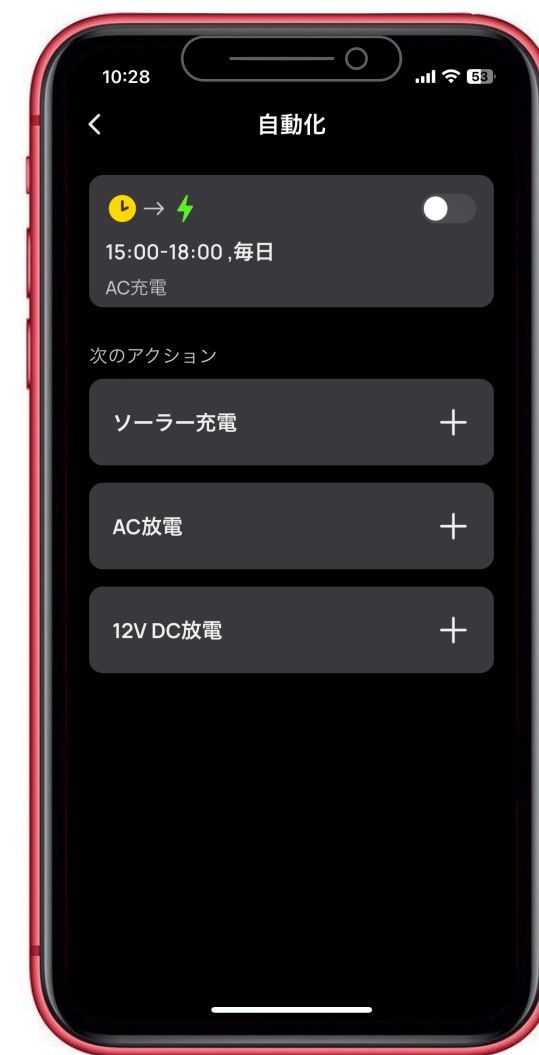 10:28
53
自動化
15:00-18:00 ,毎日
AC充電
次のアクション
ソーラー充電
AC放電
12V DC放電